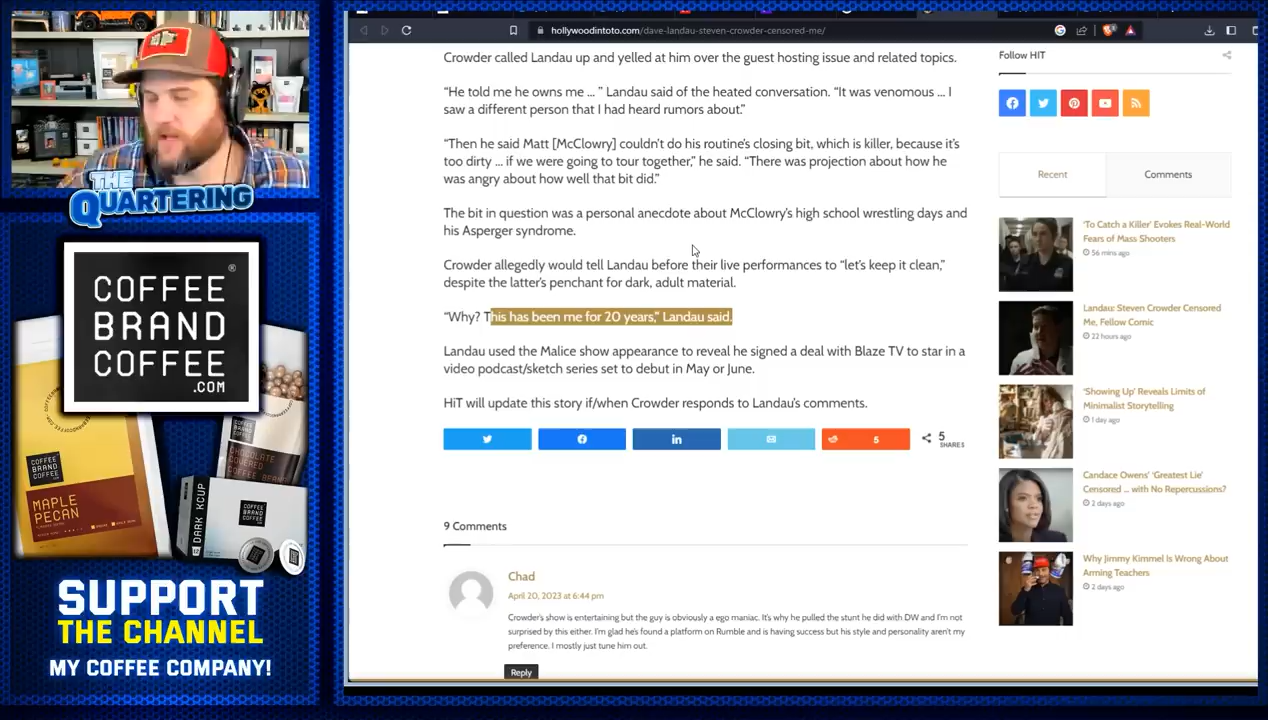 THE
QUARTERING
COFFEE
BRAND
COFFEE
.COM
®
COFFEE
BRAND
COFFEE
MAPLE
PECAN
COFFEE
BRAND
COFFEE
CHOCOLATE
COVERED
COFFEE
DARK KCUP
COFFEE
BRAND
COFFEE
SUPPORT
THE CHANNEL
MY COFFEE COMPANY!
hollywoodintoto.com/dave-landau-steven-crowder-censored-me/
Crowder called Landau up and yelled at him over the guest hosting issue and related topics.
“He told me he owns me … ” Landau said of the heated conversation. “It was venomous … I
saw a different person that I had heard rumors about.”
“Then he said Matt [McClowry] couldn’t do his routine’s closing bit, which is killer, because it’s
too dirty … if we were going to tour together,” he said. “There was projection about how he
was angry about how well that bit did.”
The bit in question was a personal anecdote about McClowry’s high school wrestling days and
his Asperger syndrome.
Crowder allegedly would tell Landau before their live performances to “let’s keep it clean,”
despite the latter’s penchant for dark, adult material.
“Why? This has been me for 20 years,” Landau said.
Landau used the Malice show appearance to reveal he signed a deal with Blaze TV to star in a
video podcast/sketch series set to debut in May or June.
HiT will update this story if/when Crowder responds to Landau’s comments.
5
5
SHARES
9 Comments
Chad
April 20, 2023 at 6:44 pm
Crowder’s show is entertaining but the guy is obviously a ego maniac. It’s why he pulled the stunt he did with DW and I’m not
surprised by this either. I’m glad he’s found a platform on Rumble and is having success but his style and personality aren’t my
preference. I mostly just tune him out.
Reply
Follow HIT
Recent
Comments
‘To Catch a Killer’ Evokes Real-World
Fears of Mass Shooters
56 mins ago
Landau: Steven Crowder Censored
Me, Fellow Comic
22 hours ago
‘Showing Up’ Reveals Limits of
Minimalist Storytelling
1 day ago
Candace Owens’ ‘Greatest Lie’
Censored … with No Repercussions?
2 days ago
Why Jimmy Kimmel Is Wrong About
Arming Teachers
2 days ago